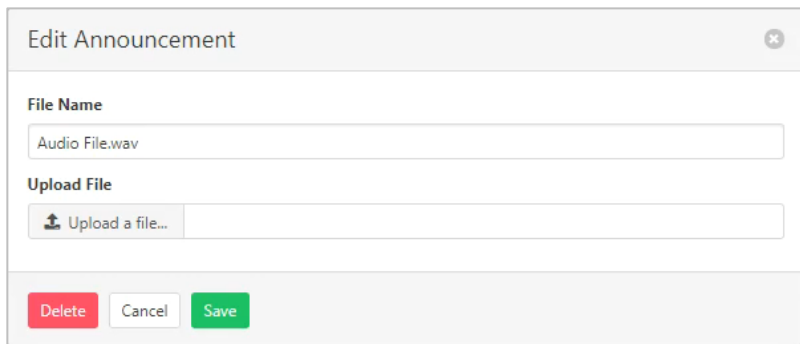 Edit Announcement
File Name
Audio File.wav
Upload File
Upload a file...
Delete Cancel Save